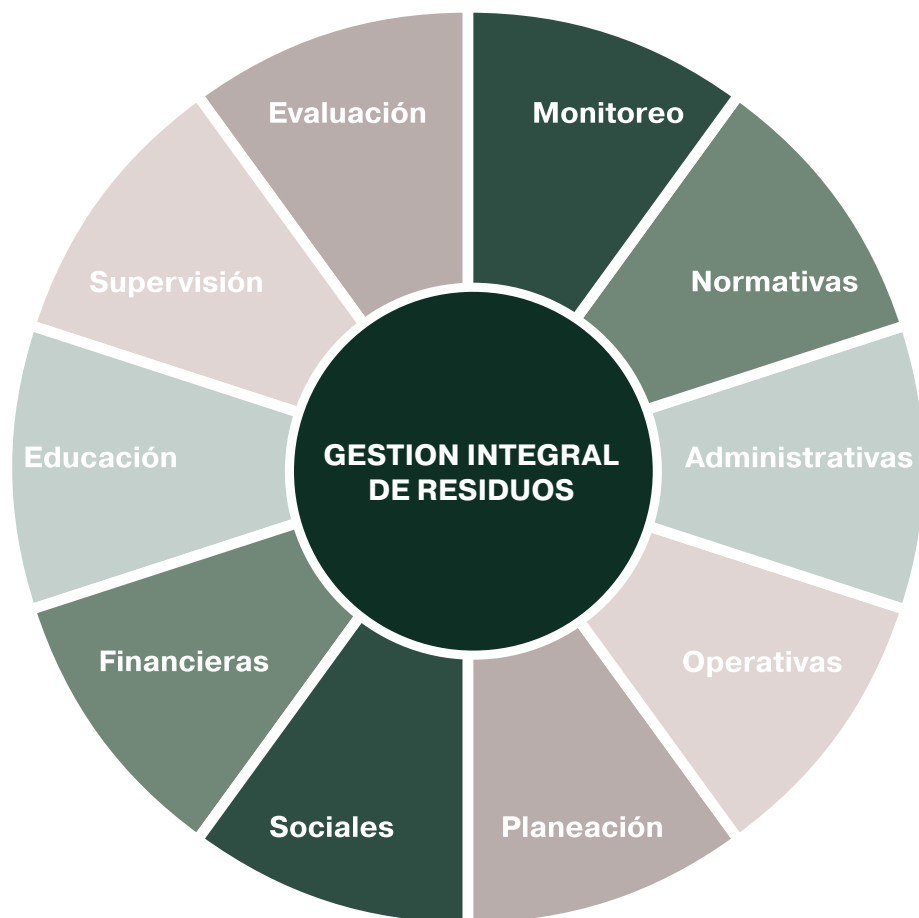 Evaluación
Monitoreo
Supervisión
Normativas
Educación
GESTION INTEGRAL
DE RESIDUOS
Administrativas
Financieras
Operativas
Sociales
Planeación